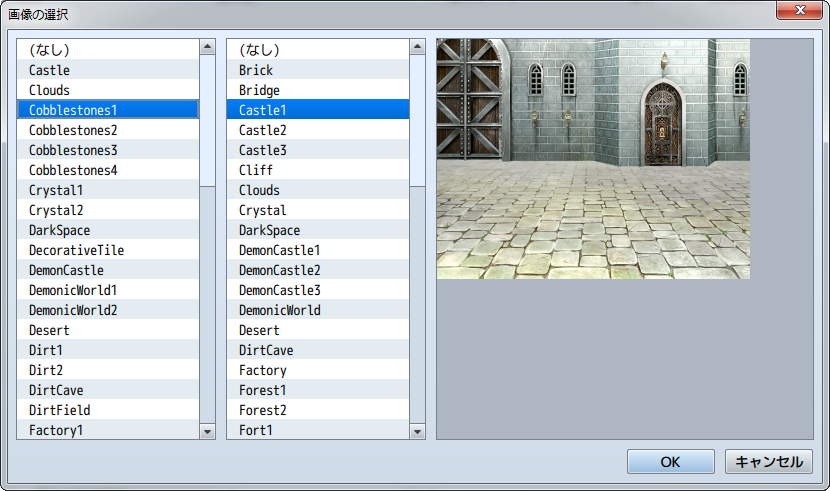 画像の選択
(なし)
Castle
Clouds
Cobblestones1
Cobblestones2
Cobblestones3
Cobblestones4
Crystal1
Crystal2
DarkSpace
DecorativeTile
DemonCastle
DemonicWorld1
DemonicWorld2
Desert
Dirt1
Dirt2
DirtCave
DirtField
Factory1
(なし)
Brick
Bridge
Castle1
Castle2
Castle3
Cliff
Clouds
Crystal
DarkSpace
DemonCastle1
DemonCastle2
DemonCastle3
DemonicWorld
Desert
DirtCave
Factory
Forest1
Forest2
Fort1
OK
キャンセル